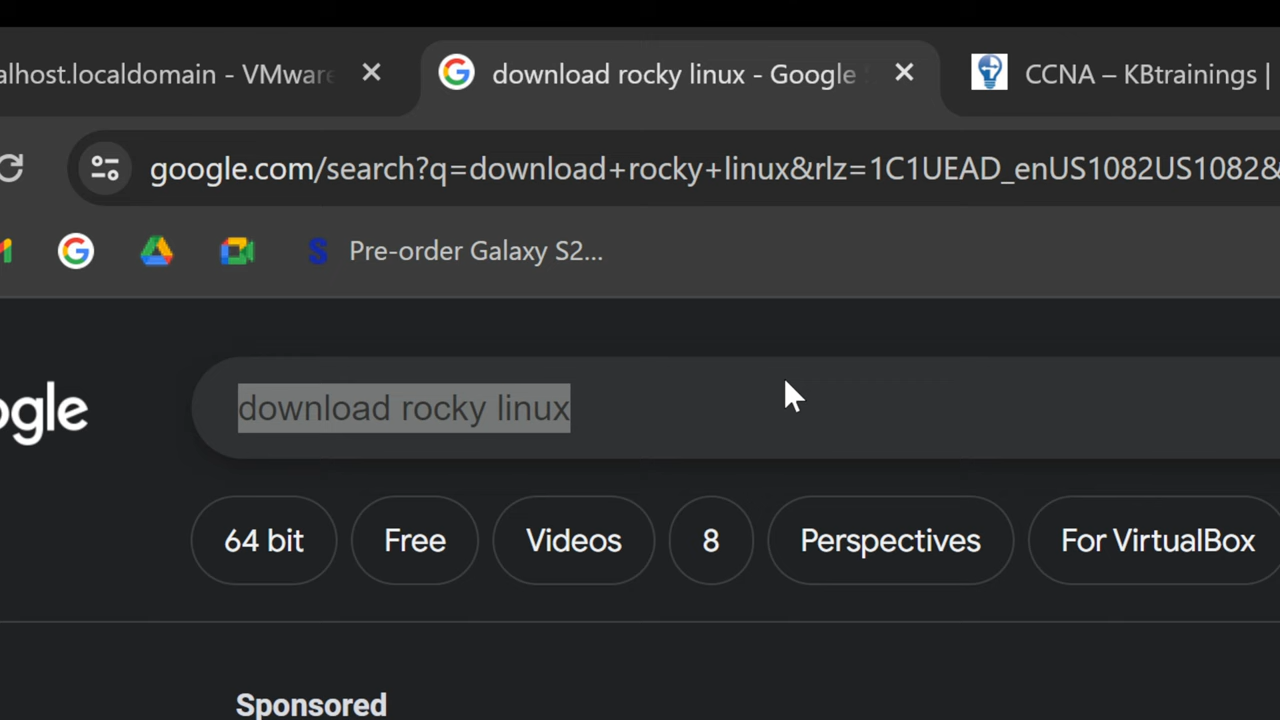 alhost.localdomain - VMware
download rocky linux - Google
CCNA – KBtrainings |
google.com/search?q=download+rocky+linux&rlz=1C1UEAD_enUS1082US1082&
Pre-order Galaxy S2...
ogle
download rocky linux
64 bit
Free
Videos
8
Perspectives
For VirtualBox
Sponsored